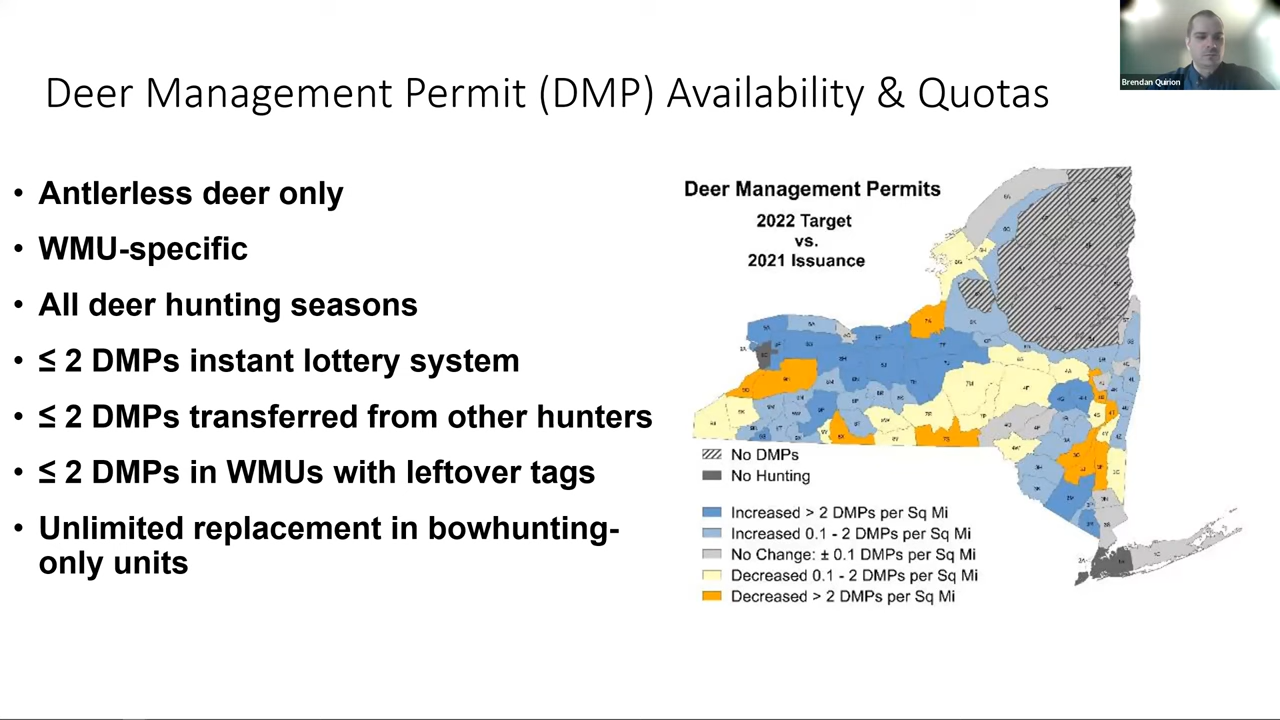 Deer Management Permit (DMP) Availability & Quotas
Brendan Quirion
• Antlerless deer only
• WMU-specific
• All deer hunting seasons
• ≤ 2 DMPs instant lottery system
• ≤ 2 DMPs transferred from other hunters
• ≤ 2 DMPs in WMUs with leftover tags
• Unlimited replacement in bowhunting-
only units
Deer Management Permits
2022 Target
vs.
2021 Issuance
No DMPs
No Hunting
Increased > 2 DMPs per Sq Mi
Increased 0.1 - 2 DMPs per Sq Mi
No Change: ± 0.1 DMPs per Sq Mi
Decreased 0.1 - 2 DMPs per Sq Mi
Decreased > 2 DMPs per Sq Mi